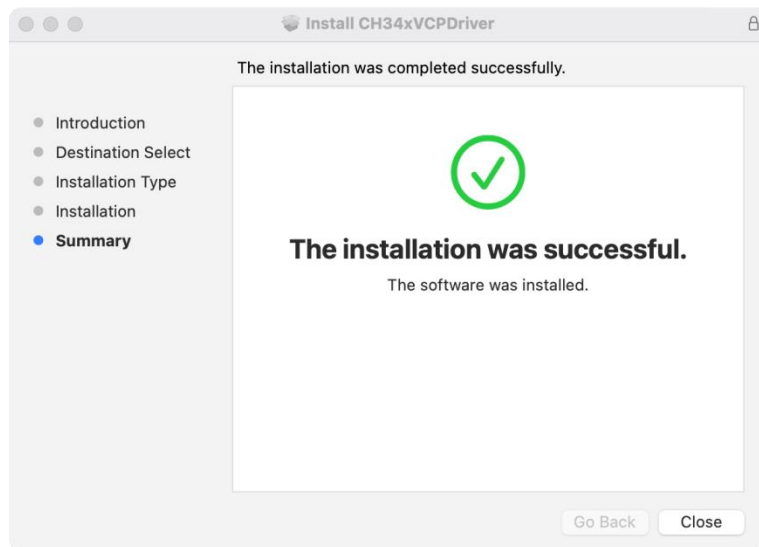 Install CH34xVCPDriver
The installation was completed successfully.
Introduction
Destination Select
Installation Type
Installation
Summary
The installation was successful.
The software was installed.
Go Back
Close